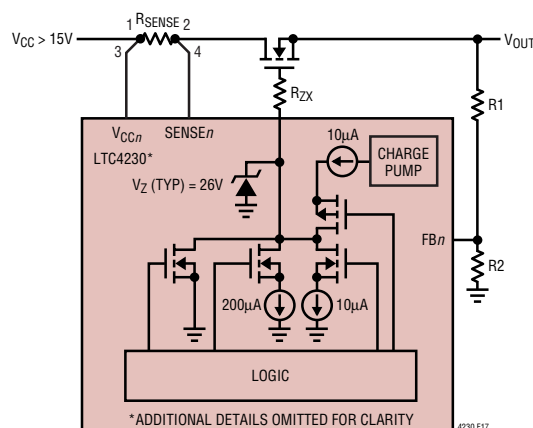 1 RSENSE 2
VCC > 15V
VOUT
3
4
RZX
R1
VCCn
SENSEn
LTC4230*
10µA
CHARGE
PUMP
VZ (TYP) = 26V
FBn
R2
200µA
10µA
LOGIC
*ADDITIONAL DETAILS OMITTED FOR CLARITY
4230 F17